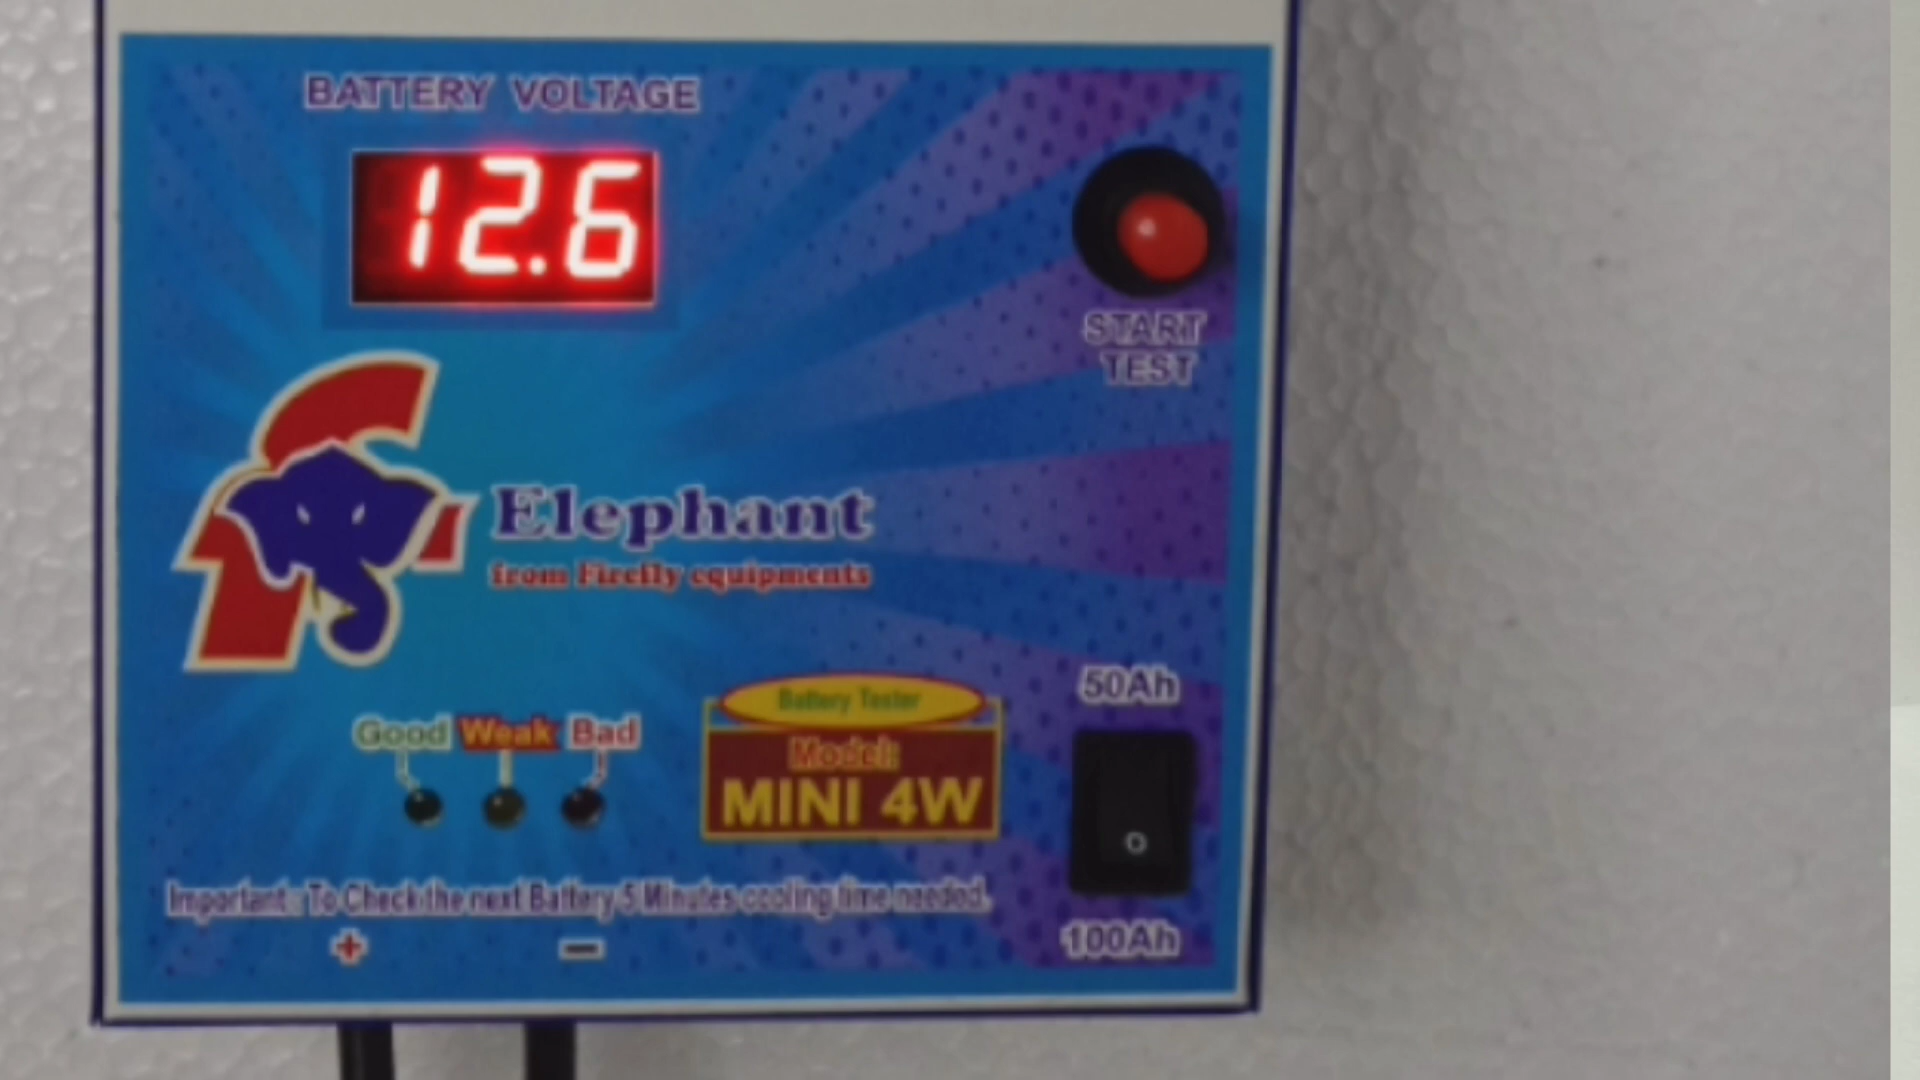 BATTERY VOLTAGE
12.6
START
TEST
Elephant
from Firefly equipments
50Ah
Battery Tester
Good Weak Bad
Model:
MINI 4W
O
Important : To Check the next Battery 5 Minutes cooling time needed.
+ −
100Ah